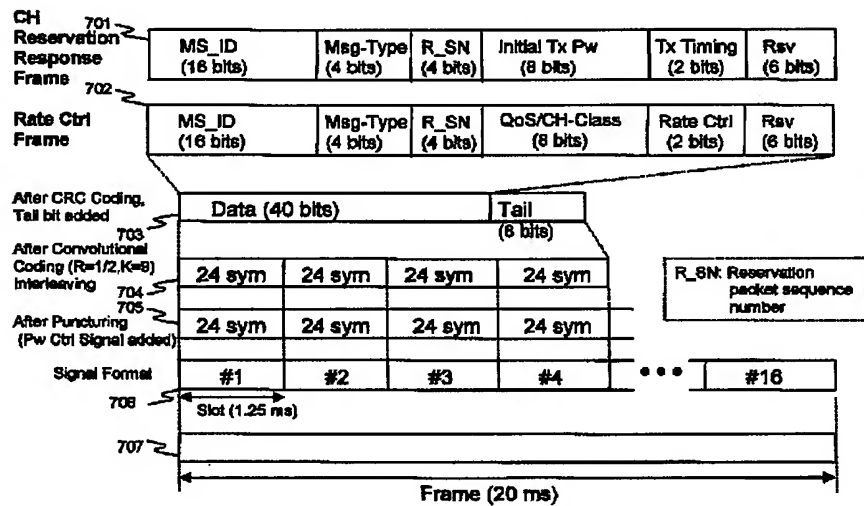 CH
Reservation
Response
Frame
701
MS_ID
(16 bits)
Msg-Type
(4 bits)
R_SN
(4 bits)
Initial Tx Pw
(8 bits)
Tx Timing
(2 bits)
Rsv
(6 bits)
702
Rate Ctrl
Frame
MS_ID
(16 bits)
Msg-Type
(4 bits)
R_SN
(4 bits)
QoS/CH-Class
(8 bits)
Rate Ctrl
(2 bits)
Rsv
(6 bits)
After CRC Coding,
Tail bit added
703
Data (40 bits)
Tail
(8 bits)
After Convolutional
Coding (R=1/2,K=9)
Interleaving
704
24 sym
24 sym
24 sym
24 sym
R_SN: Reservation
packet sequence
number
705
After Puncturing
(Pw Ctrl Signal added)
24 sym
24 sym
24 sym
24 sym
Signal Format
#1
#2
#3
#4
• • •
#16
706
Slot (1.25 ms)
707
Frame (20 ms)